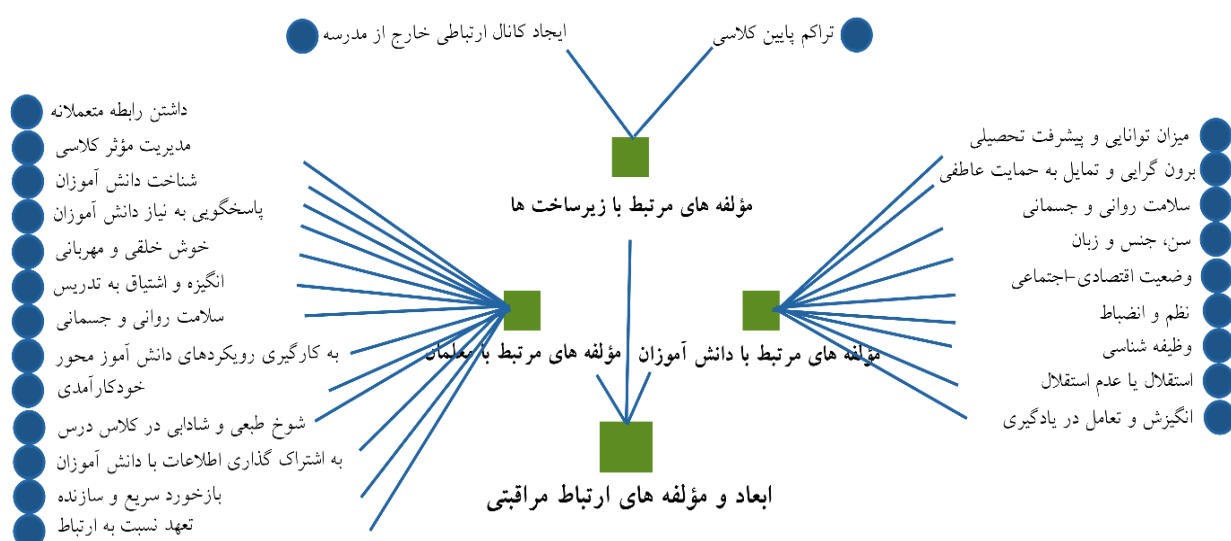 تراکم پایین کلاسی
ایجاد کانال ارتباطی خارج از مدرسه
مؤلفه های مرتبط با زیرساخت ها
میزان توانایی و پیشرفت تحصیلی
برون گرایی و تمایل به حمایت عاطفی
سلامت روانی و جسمانی
سن، جنس و زبان
وضعیت اقتصادی-اجتماعی
نظم و انضباط
وظیفه شناسی
استقلال یا عدم استقلال
انگیزش و تعامل در یادگیری
مؤلفه های مرتبط با دانش آموزان
مؤلفه های مرتبط با معلمان
داشتن رابطه متعملانه
مدیریت مؤثر کلاسی
شناخت دانش آموزان
پاسخگویی به نیاز دانش آموزان
خوش خلقی و مهربانی
انگیزه و اشتیاق به تدریس
سلامت روانی و جسمانی
به کارگیری رویکردهای دانش آموز محور
خودکارآمدی
شوخ طبعی و شادابی در کلاس درس
به اشتراک گذاری اطلاعات با دانش آموزان
بازخورد سریع و سازنده
تعهد نسبت به ارتباط
ابعاد و مؤلفه های ارتباط مراقبتی